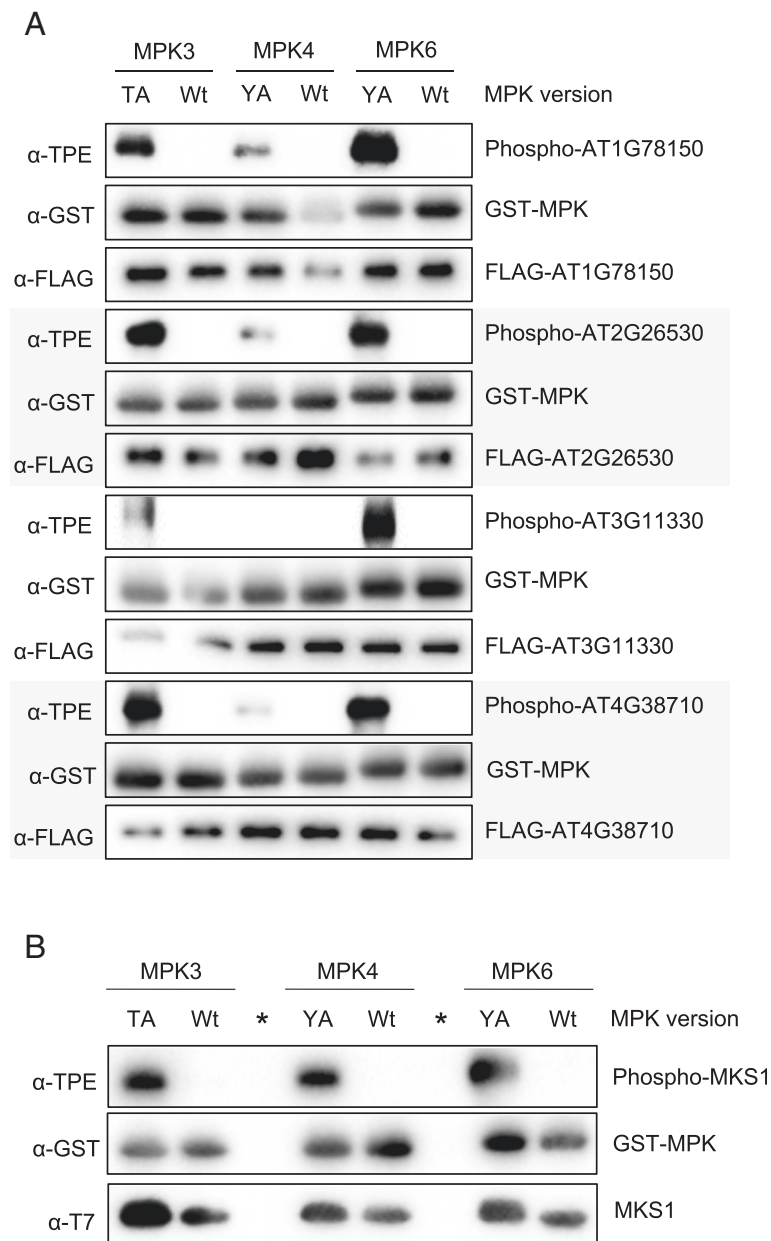 A
MPK3 MPK4 MPK6
TA Wt YA Wt YA Wt MPK version
α-TPE Phospho-AT1G78150
α-GST GST-MPK
α-FLAG FLAG-AT1G78150
α-TPE Phospho-AT2G26530
α-GST GST-MPK
α-FLAG FLAG-AT2G26530
α-TPE Phospho-AT3G11330
α-GST GST-MPK
α-FLAG FLAG-AT3G11330
α-TPE Phospho-AT4G38710
α-GST GST-MPK
α-FLAG FLAG-AT4G38710
B
MPK3 MPK4 MPK6
TA Wt * YA Wt * YA Wt MPK version
α-TPE Phospho-MKS1
α-GST GST-MPK
α-T7 MKS1